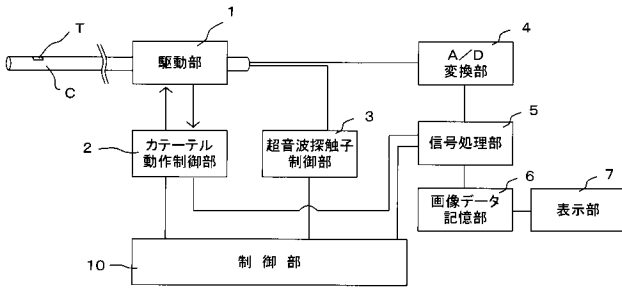 T
C
1
駆動部
4
A/D
変換部
2
カテーテル
動作制御部
3
超音波探触子
制御部
5
信号処理部
6
画像データ
記憶部
7
表示部
10
制御部